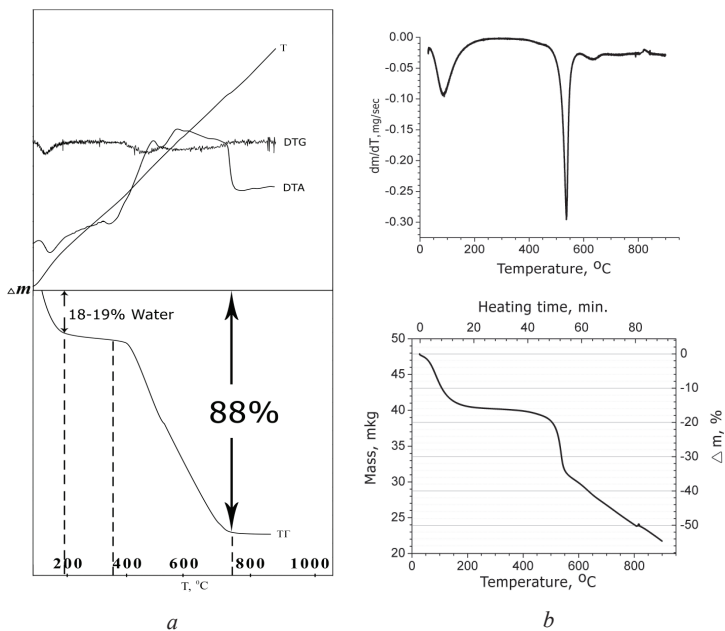 T
DTG
DTA
△m
18-19% Water
88%
ТГ
200 400 600 800 1000
T, °C
a
0.00
-0.05
-0.10
-0.15
-0.20
-0.25
-0.30
dm/dT, mg/sec
0 200 400 600 800
Temperature, °C
Heating time, min.
0 20 40 60 80
50
45
40
35
30
25
20
Mass, mkg
0
-10
-20
-30
-40
-50
△ m, %
0 200 400 600 800
Temperature, °C
b